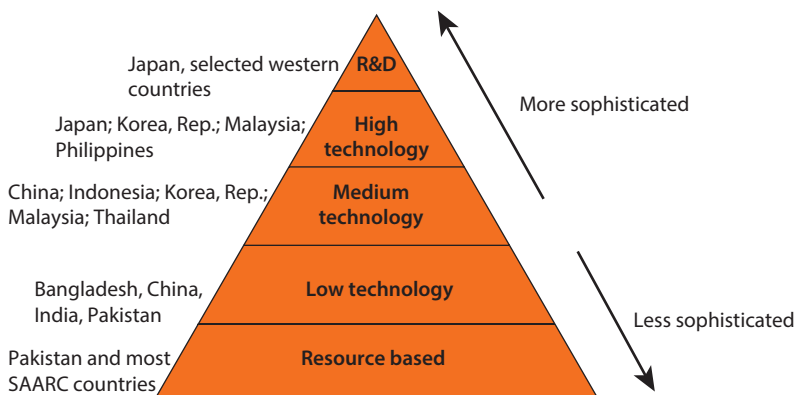 Japan, selected western
countries
R&D
More sophisticated
Japan; Korea, Rep.; Malaysia;
Philippines
High
technology
China; Indonesia; Korea, Rep.;
Malaysia; Thailand
Medium
technology
Bangladesh, China,
India, Pakistan
Low technology
Less sophisticated
Pakistan and most
SAARC countries
Resource based